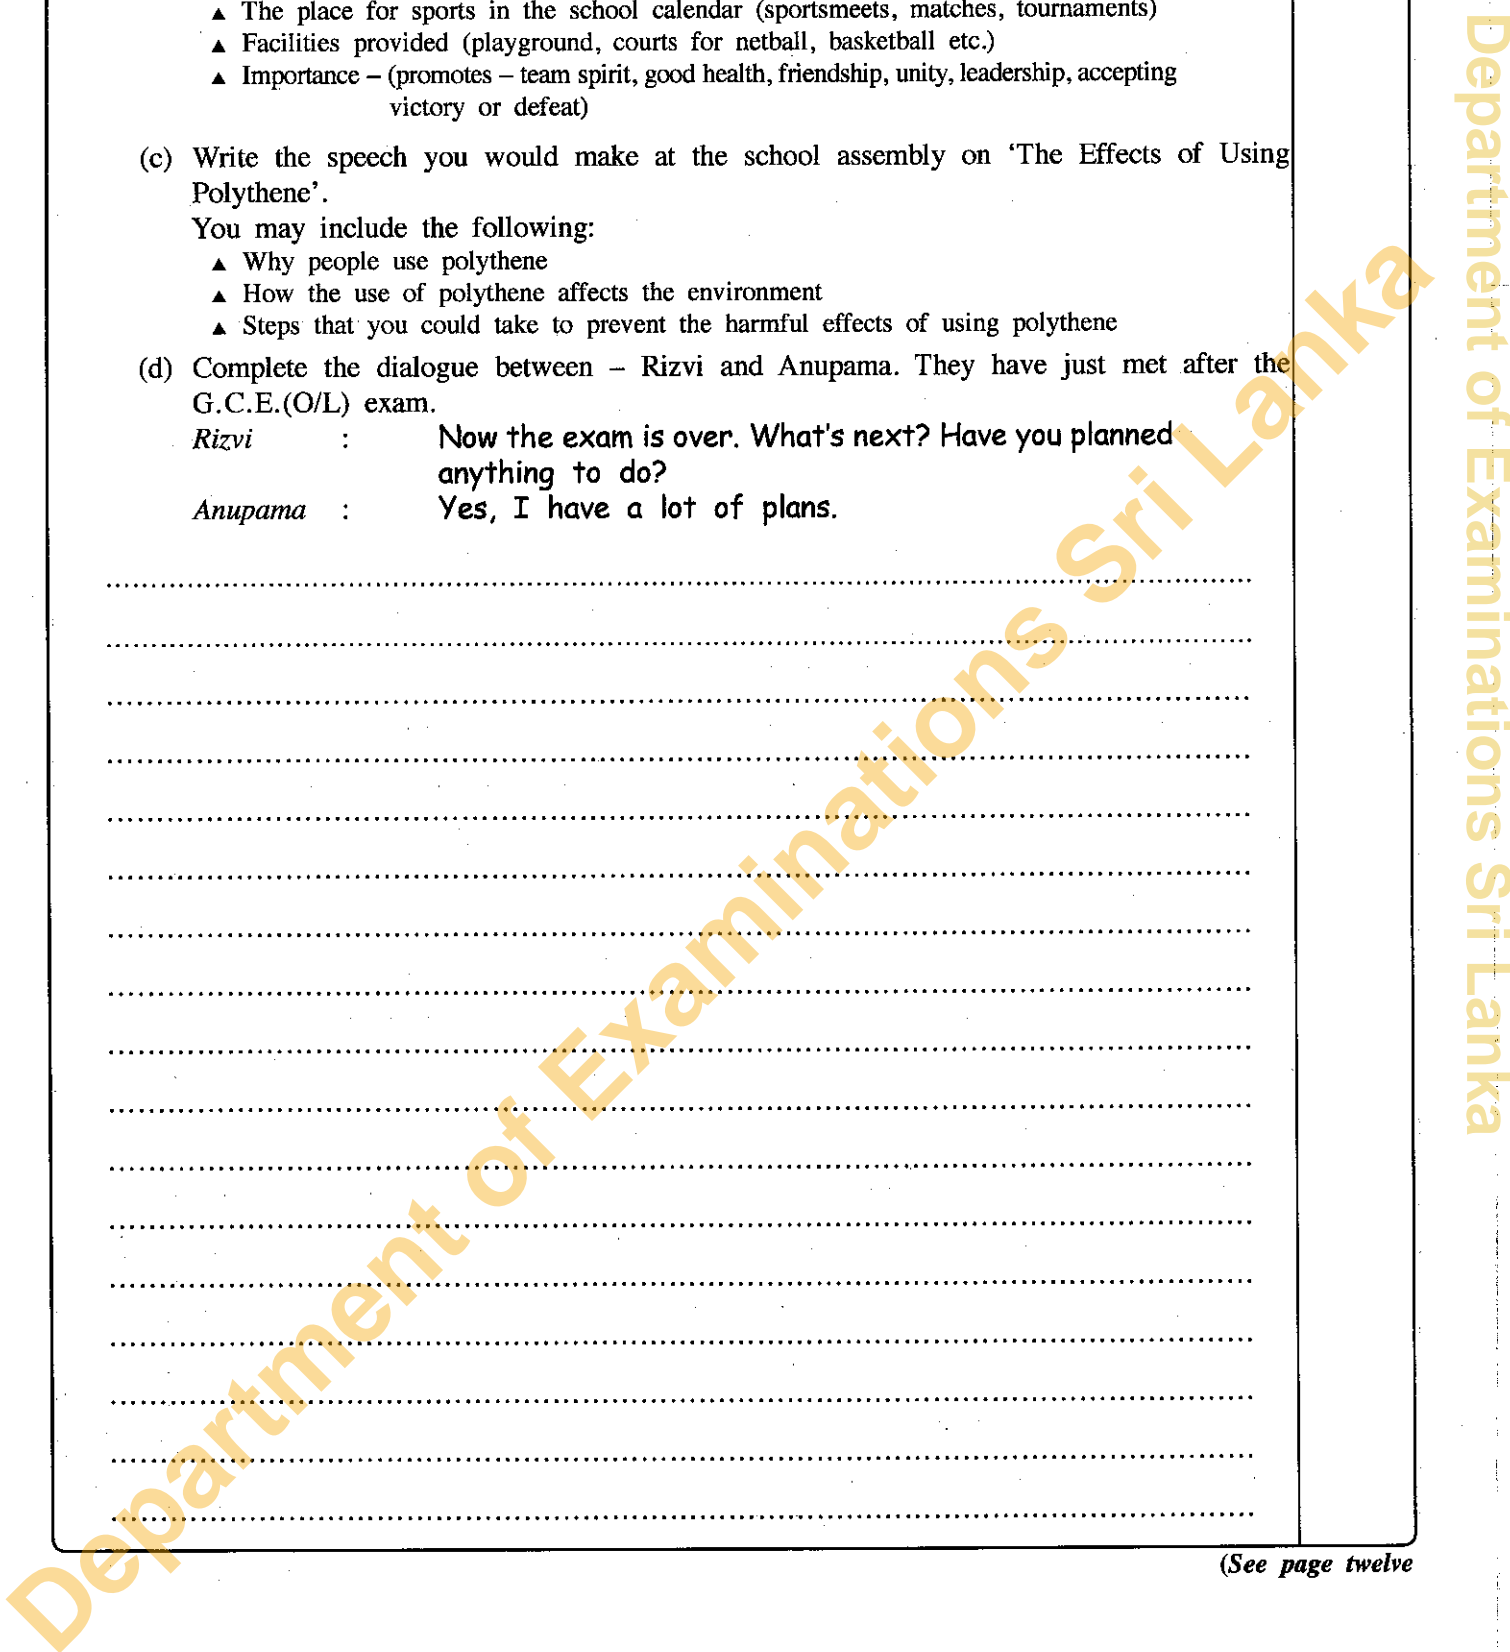 ▲ The place for sports in the school calendar (sportsmeets, matches, tournaments)
▲ Facilities provided (playground, courts for netball, basketball etc.)
▲ Importance – (promotes – team spirit, good health, friendship, unity, leadership, accepting
victory or defeat)
(c) Write the speech you would make at the school assembly on ‘The Effects of Using
Polythene’.
You may include the following:
▲ Why people use polythene
▲ How the use of polythene affects the environment
▲ Steps that you could take to prevent the harmful effects of using polythene
(d) Complete the dialogue between – Rizvi and Anupama. They have just met after the
G.C.E.(O/L) exam.
Rizvi : Now the exam is over. What's next? Have you planned
anything to do?
Anupama : Yes, I have a lot of plans.
(See page twelve
Department of Examinations Sri Lanka
Department of Examinations Sri Lanka